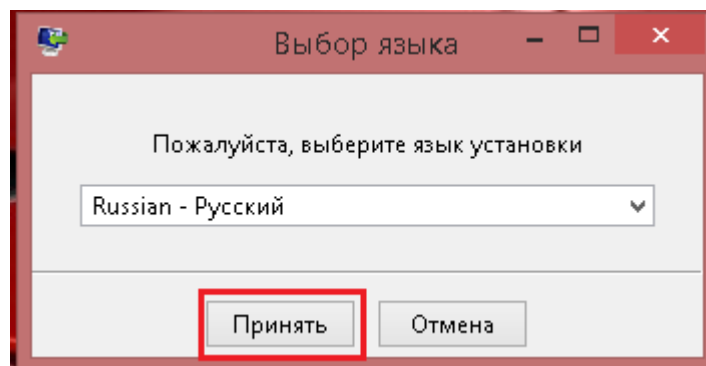 Выбор языка
Пожалуйста, выберите язык установки
Russian - Русский
Принять
Отмена